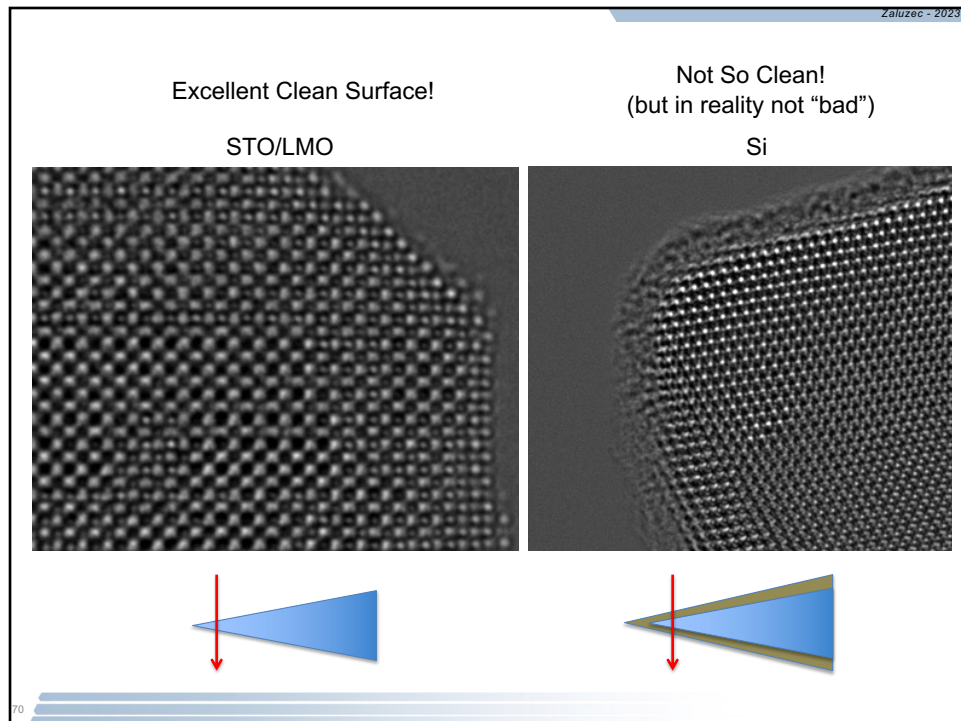 Zaluzec - 2023
Excellent Clean Surface!
STO/LMO
Not So Clean!
(but in reality not “bad”)
Si
70